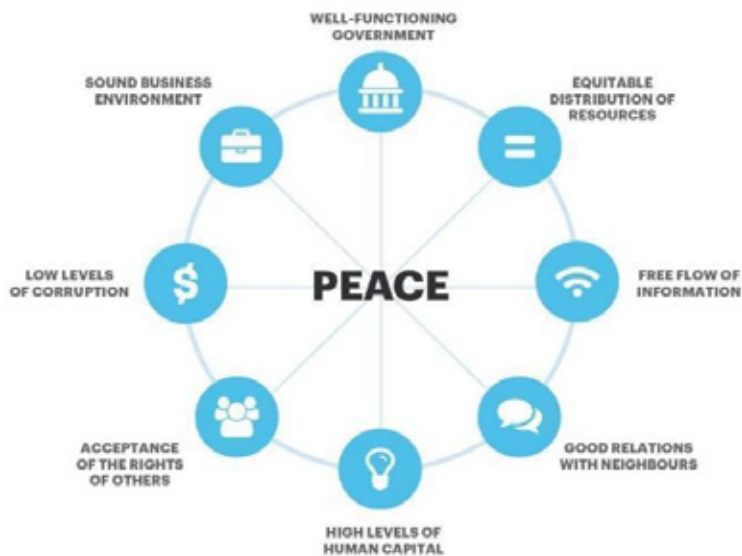 WELL-FUNCTIONING
GOVERNMENT
EQUITABLE
DISTRIBUTION OF
RESOURCES
FREE FLOW OF
INFORMATION
GOOD RELATIONS
WITH NEIGHBOURS
HIGH LEVELS OF
HUMAN CAPITAL
ACCEPTANCE
OF THE RIGHTS
OF OTHERS
LOW LEVELS
OF CORRUPTION
SOUND BUSINESS
ENVIRONMENT
$
PEACE